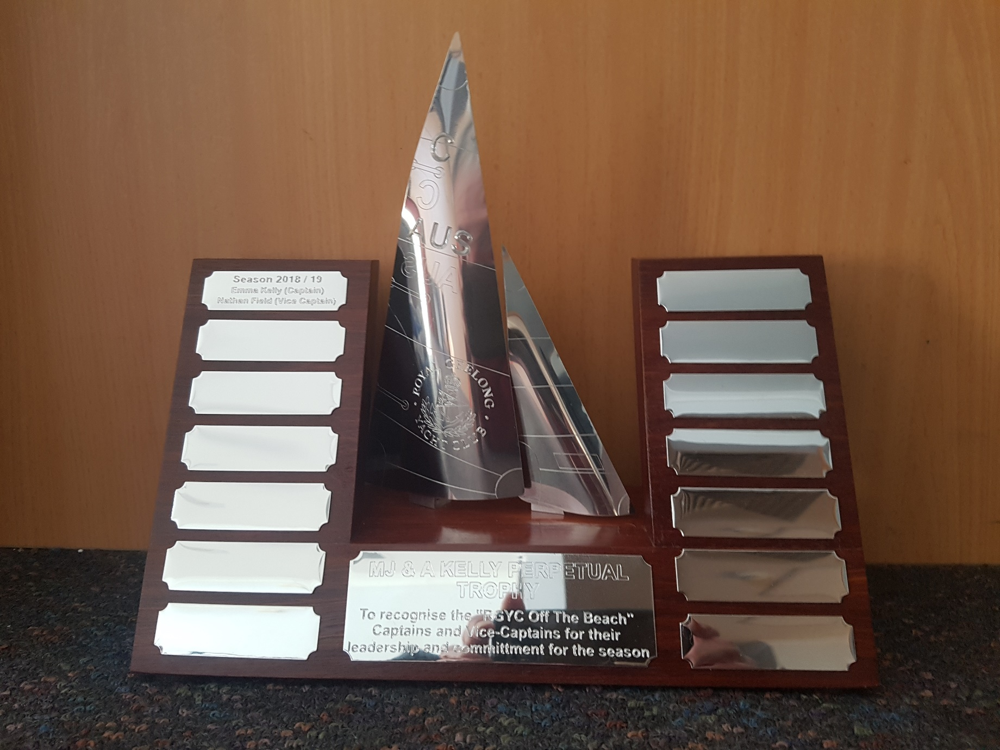 C
C
AUS
AUS
· ROYAL GEELONG ·
YACHT CLUB
Season 2018 / 19
Emma Kelly (Captain)
Nathan Field (Vice Captain)
MJ & A KELLY PERPETUAL
TROPHY
To recognise the "RGYC Off The Beach"
Captains and Vice-Captains for their
leadership and committment for the season